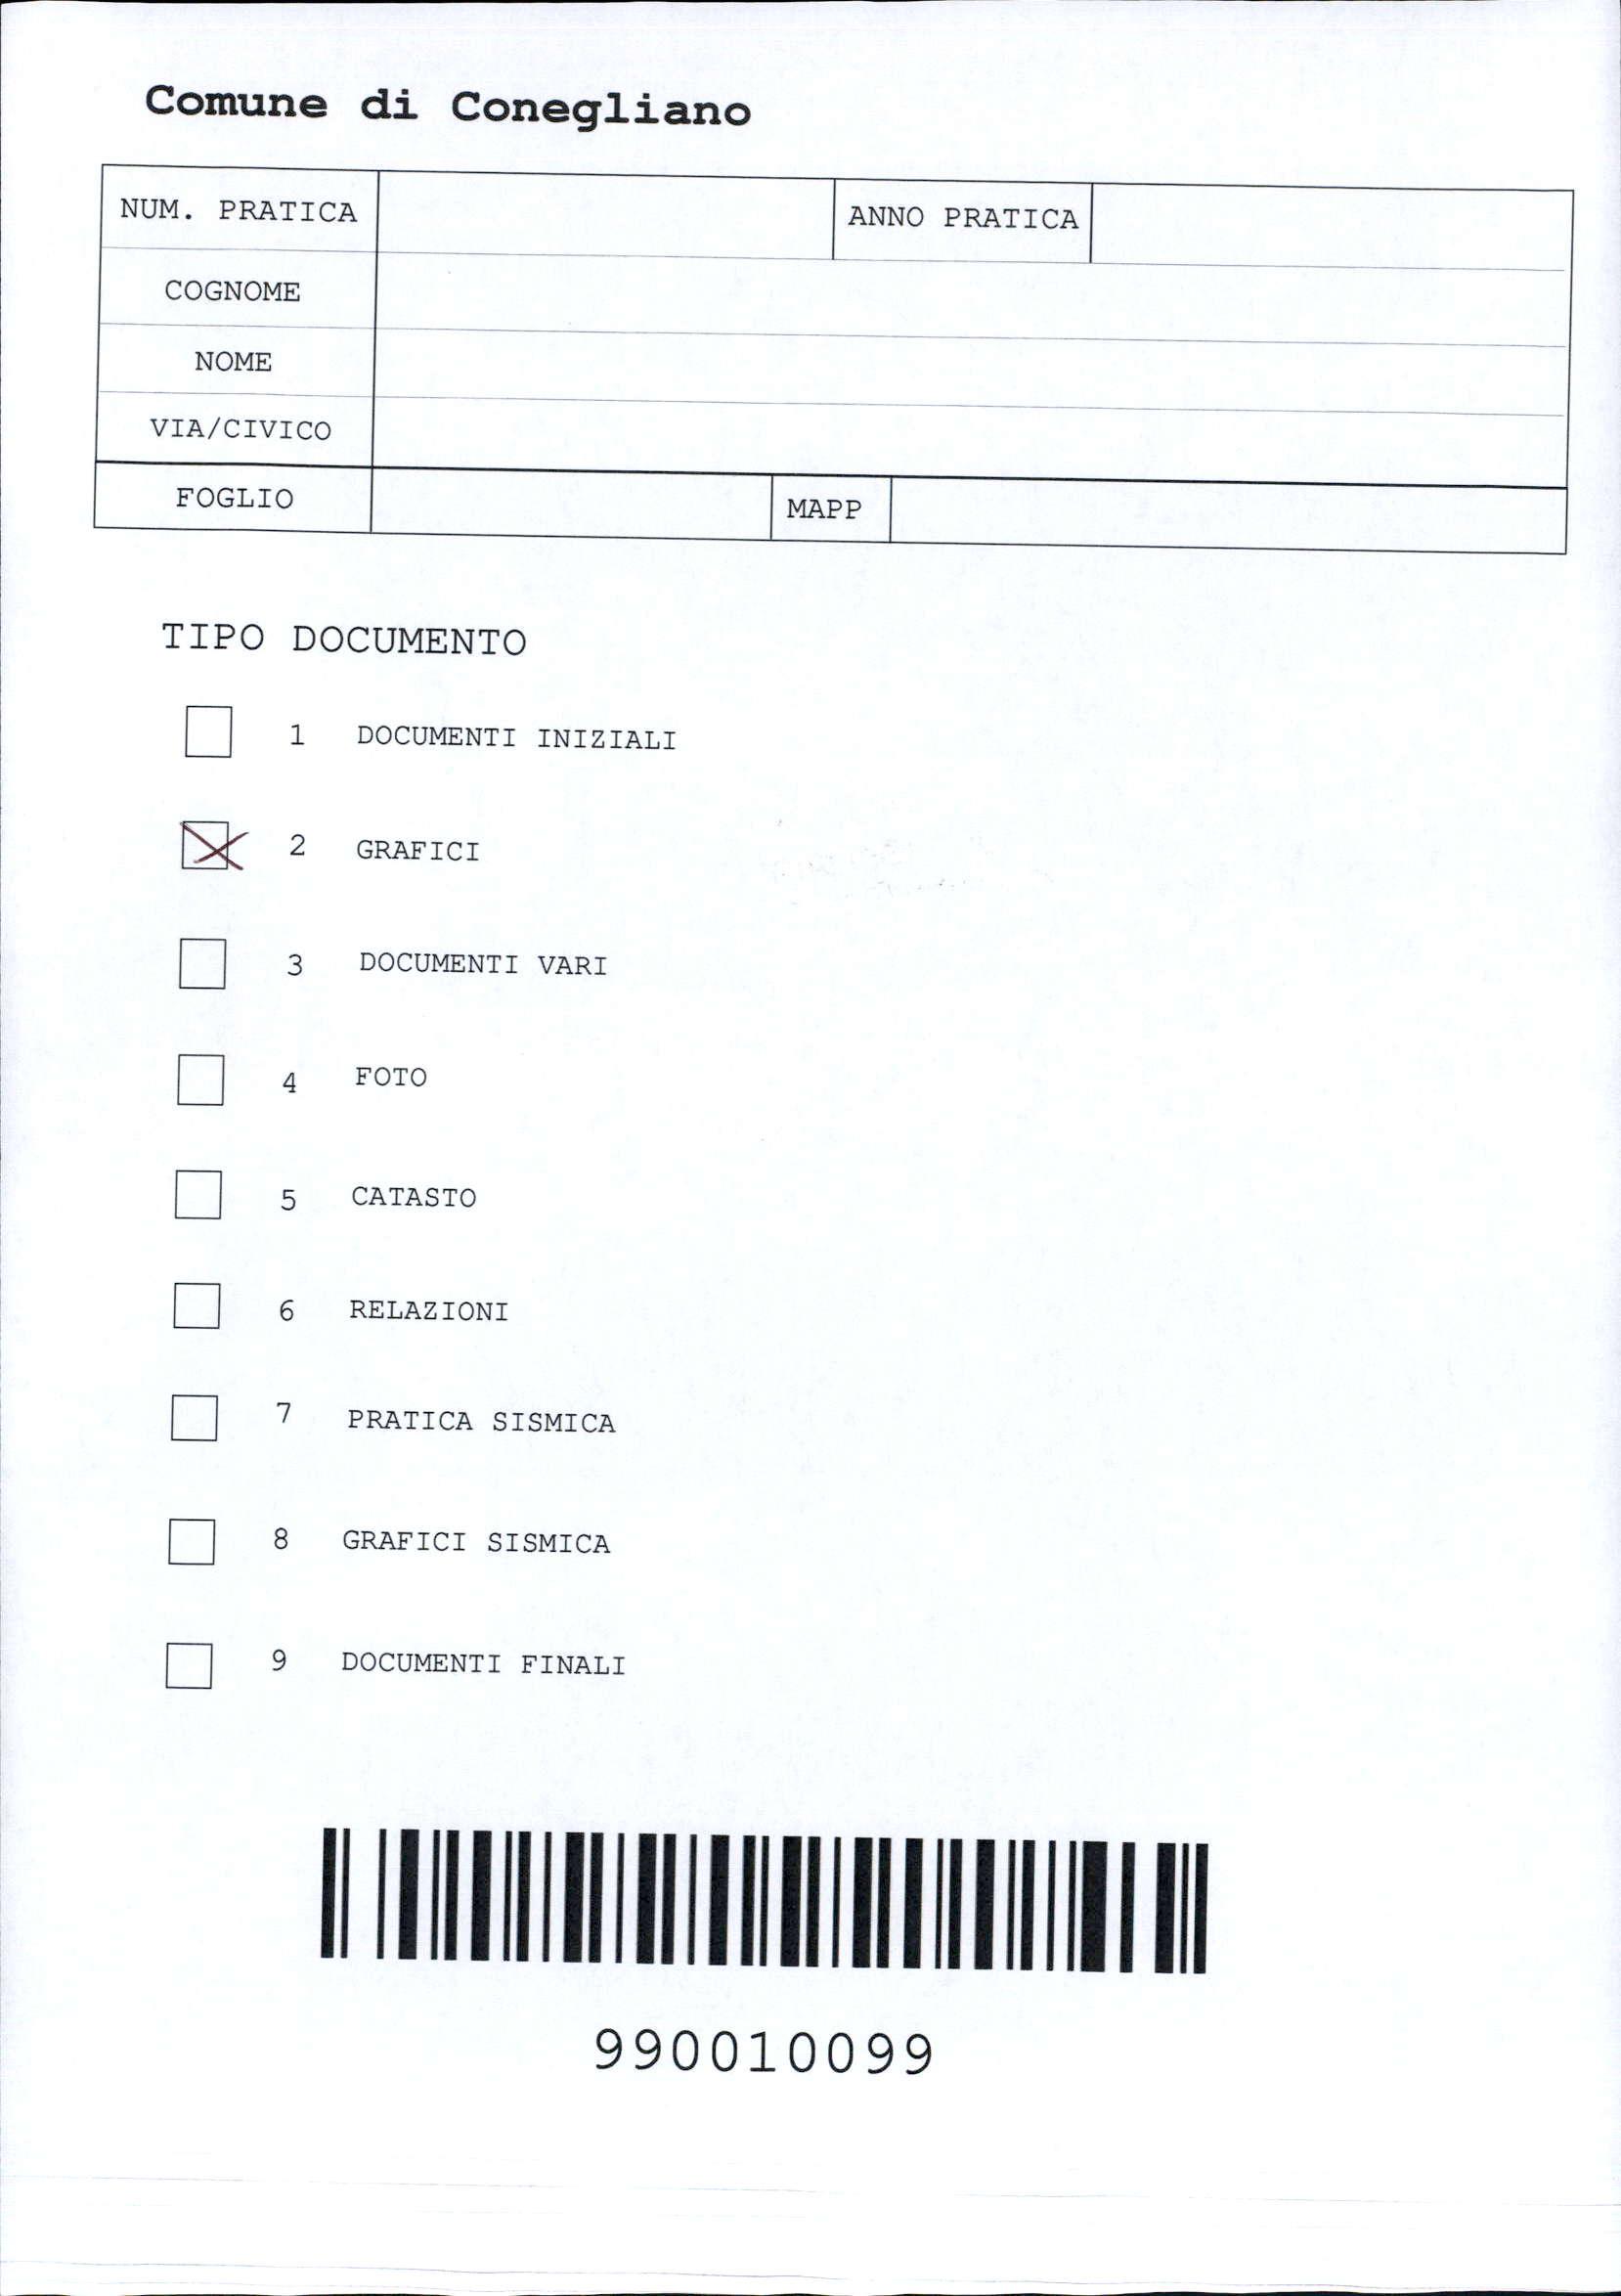 Comune di Conegliano
NUM. PRATICA ANNO PRATICA
COGNOME
NOME
VIA/CIVICO
FOGLIO MAPP
TIPO DOCUMENTO
1 DOCUMENTI INIZIALI
2 GRAFICI
3 DOCUMENTI VARI
4 FOTO
5 CATASTO
6 RELAZIONI
7 PRATICA SISMICA
8 GRAFICI SISMICA
9 DOCUMENTI FINALI
990010099